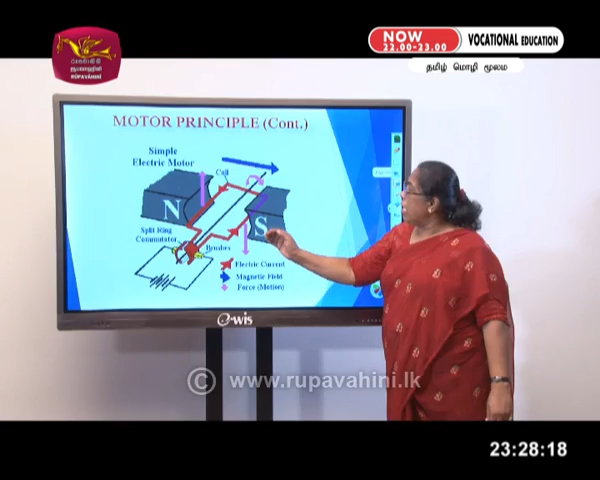 NOW
22.00-23.00
VOCATIONAL EDUCATION
தமிழ் மொழி மூலம்
RUPAVAHINI
MOTOR PRINCIPLE (Cont.)
Simple
Electric Motor
Coil
N
S
Split Ring
Commutator
Brushes
Electric Current
Magnetic Field
Force (Motion)
e-wis
© www.rupavahini.lk
23:28:18